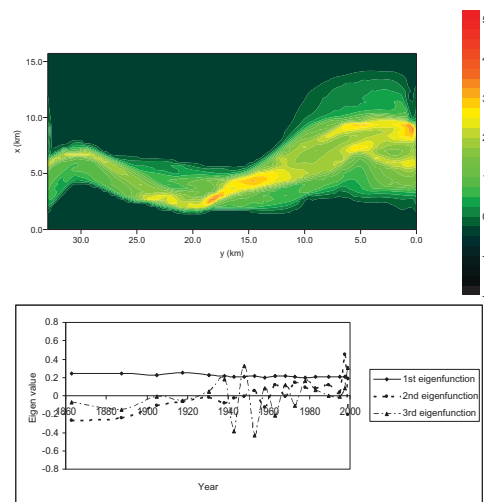 15.0
10.0
5.0
0.0
x (km)
30.0 25.0 20.0 15.0 10.0 5.0 0.0
y (km)
0.8
0.6
0.4
0.2
0
-0.2
-0.4
-0.6
-0.8
Eigen value
1860 1880 1900 1920 1940 1960 1980 2000
Year
1st eigenfunction
2nd eigenfunction
3rd eigenfunction